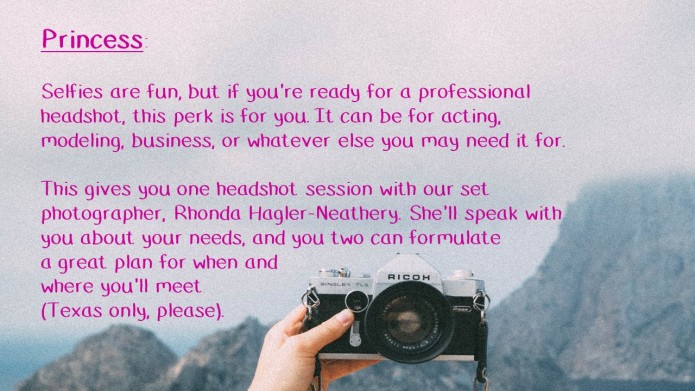 Princess:
Selfies are fun, but if you're ready for a professional
headshot, this perk is for you. It can be for acting,
modeling, business, or whatever else you may need it for.
This gives you one headshot session with our set
photographer, Rhonda Hagler-Neathery. She'll speak with
you about your needs, and you two can formulate
a great plan for when and
where you'll meet
(Texas only, please).
RICOH
SINGLEX TLS